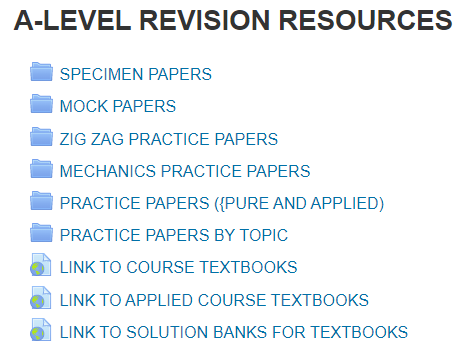 A-LEVEL REVISION RESOURCES
SPECIMEN PAPERS
MOCK PAPERS
ZIG ZAG PRACTICE PAPERS
MECHANICS PRACTICE PAPERS
PRACTICE PAPERS ({PURE AND APPLIED)
PRACTICE PAPERS BY TOPIC
LINK TO COURSE TEXTBOOKS
LINK TO APPLIED COURSE TEXTBOOKS
LINK TO SOLUTION BANKS FOR TEXTBOOKS